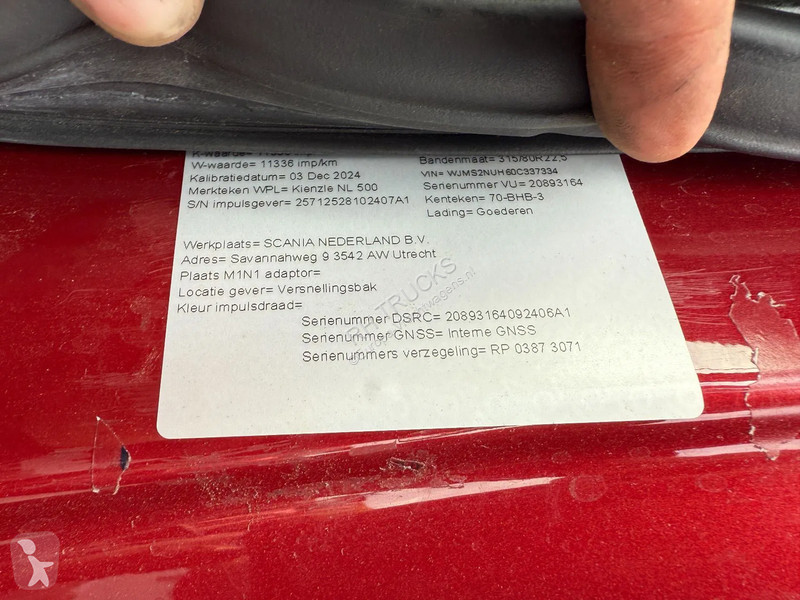 W-waarde= 11336 imp/km
Kalibratiedatum= 03 Dec 2024
Merkteken WPL= Kienzle NL 500
S/N impulsgever= 25712528102407A1
Bandenmaat= 315/80R22,5
VIN= WJMS2NUH60C337334
Serienummer VU= 20893164
Kenteken= 70-BHB-3
Lading= Goederen
Werkplaats= SCANIA NEDERLAND B.V.
Adres= Savannahweg 9 3542 AW Utrecht
Plaats M1N1 adaptor=
Locatie gever= Versnellingsbak
Kleur impulsdraad=
Serienummer DSRC= 20893164092406A1
Serienummer GNSS= Interne GNSS
Serienummers verzegeling= RP 0387 3071
TRUCKS